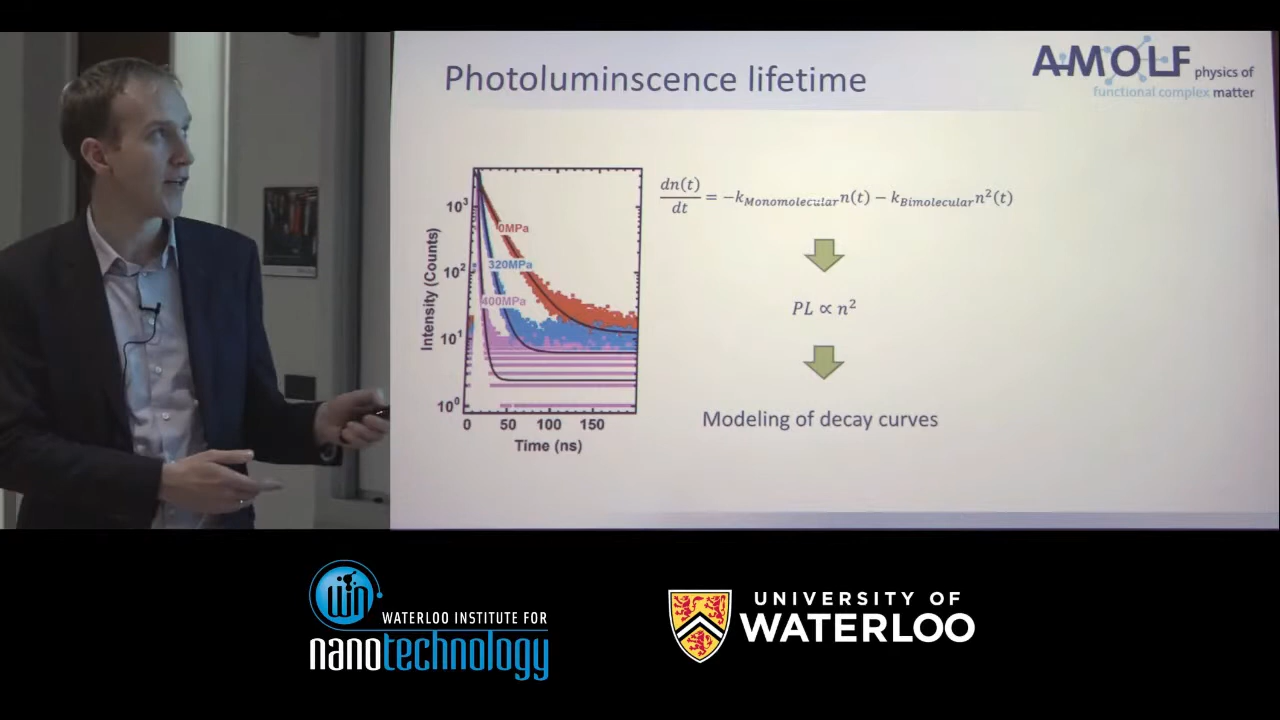 Photoluminscence lifetime
AMOLF
physics of
functional complex matter
dn(t)/dt = −k_Monomolecular n(t) − k_Bimolecular n²(t)
PL ∝ n²
Modeling of decay curves
Intensity (Counts)
10³
10²
10¹
10⁰
0MPa
320MPa
400MPa
0 50 100 150
Time (ns)
WIN
WATERLOO INSTITUTE FOR
nanotechnology
UNIVERSITY OF
WATERLOO